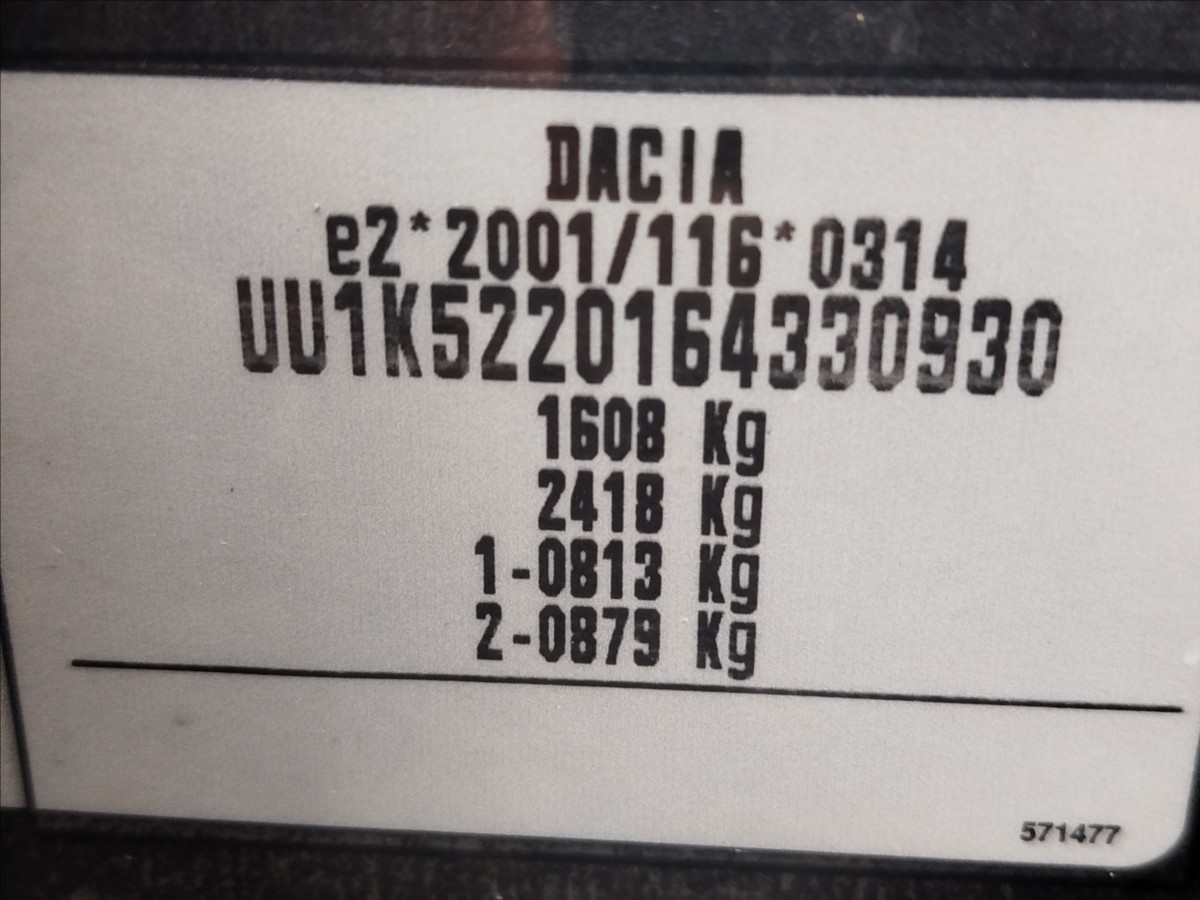 DACIA
e2*2001/116*0314
UU1K5220164330930
1608 Kg
2418 Kg
1-0813 Kg
2-0879 Kg
571477